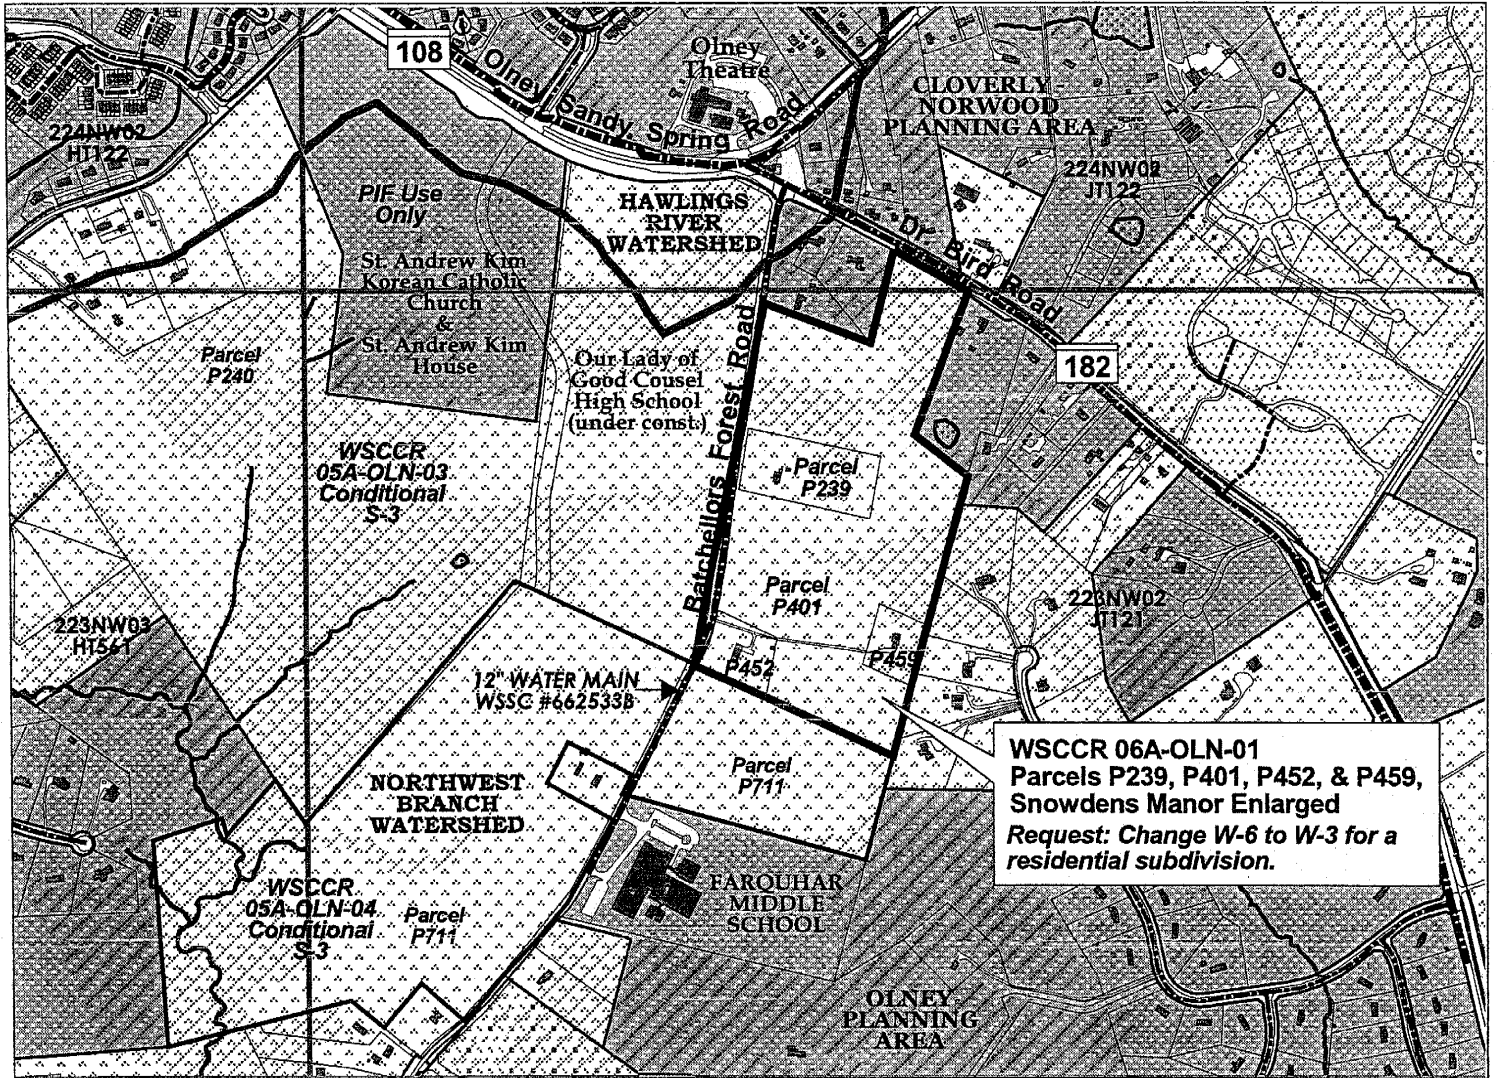 108
Olney Sandy Spring Road
Olney
Theatre
CLOVERLY -
NORWOOD
PLANNING AREA
224NW02
HT122
224NW02
JT122
PIF Use
Only
St. Andrew Kim
Korean Catholic
Church
&
St. Andrew Kim
House
HAWLINGS
RIVER
WATERSHED
Dr. Bird Road
182
Parcel
P240
Our Lady of
Good Cousel
High School
(under const.)
Batchellors Forest Road
WSCCR
05A-OLN-03
Conditional
S-3
Parcel
P239
Parcel
P401
223NW03
HT561
223NW02
JT121
P452
P459
12" WATER MAIN
WSSC #662533B
Parcel
P711
WSCCR 06A-OLN-01
Parcels P239, P401, P452, & P459,
Snowdens Manor Enlarged
Request: Change W-6 to W-3 for a
residential subdivision.
NORTHWEST
BRANCH
WATERSHED
FARQUHAR
MIDDLE
SCHOOL
WSCCR
05A-OLN-04
Conditional
S-3
Parcel
P711
OLNEY
PLANNING
AREA